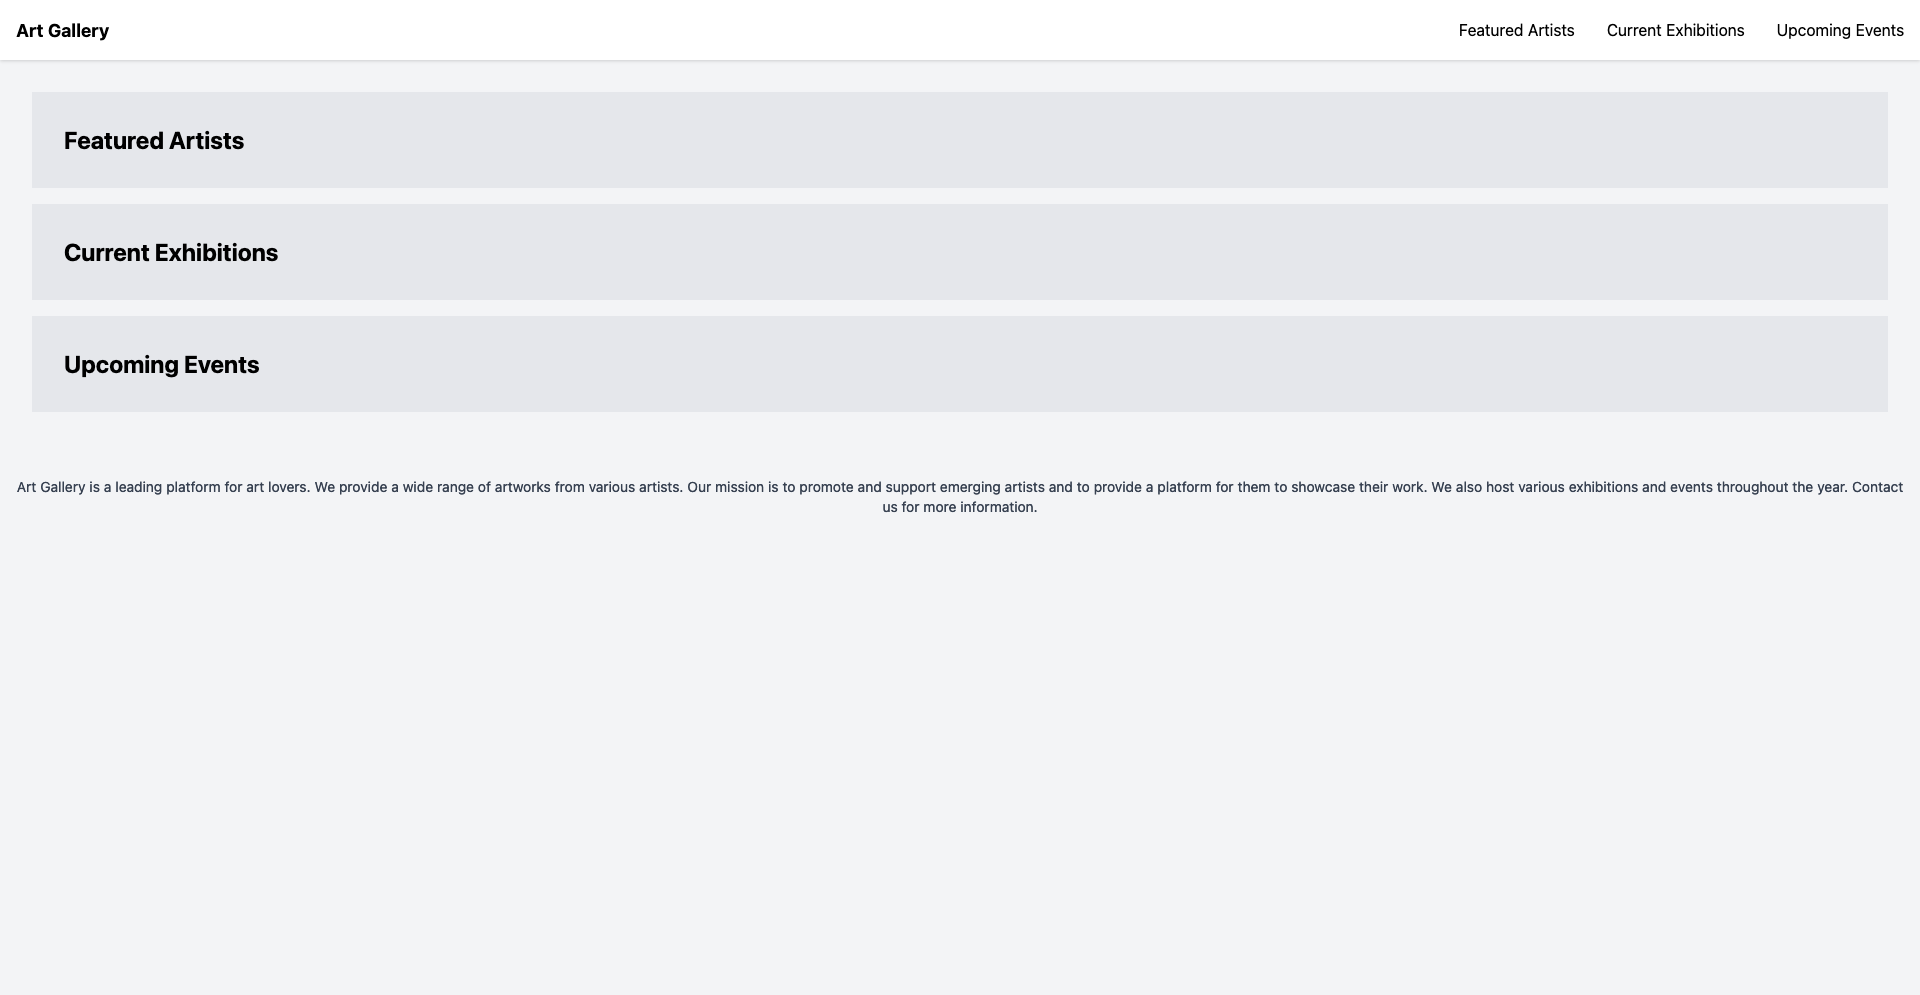 Art Gallery
Featured Artists
Current Exhibitions
Upcoming Events
Featured Artists
Current Exhibitions
Upcoming Events
Art Gallery is a leading platform for art lovers. We provide a wide range of artworks from various artists. Our mission is to promote and support emerging artists and to provide a platform for them to showcase their work. We also host various exhibitions and events throughout the year. Contact
us for more information.